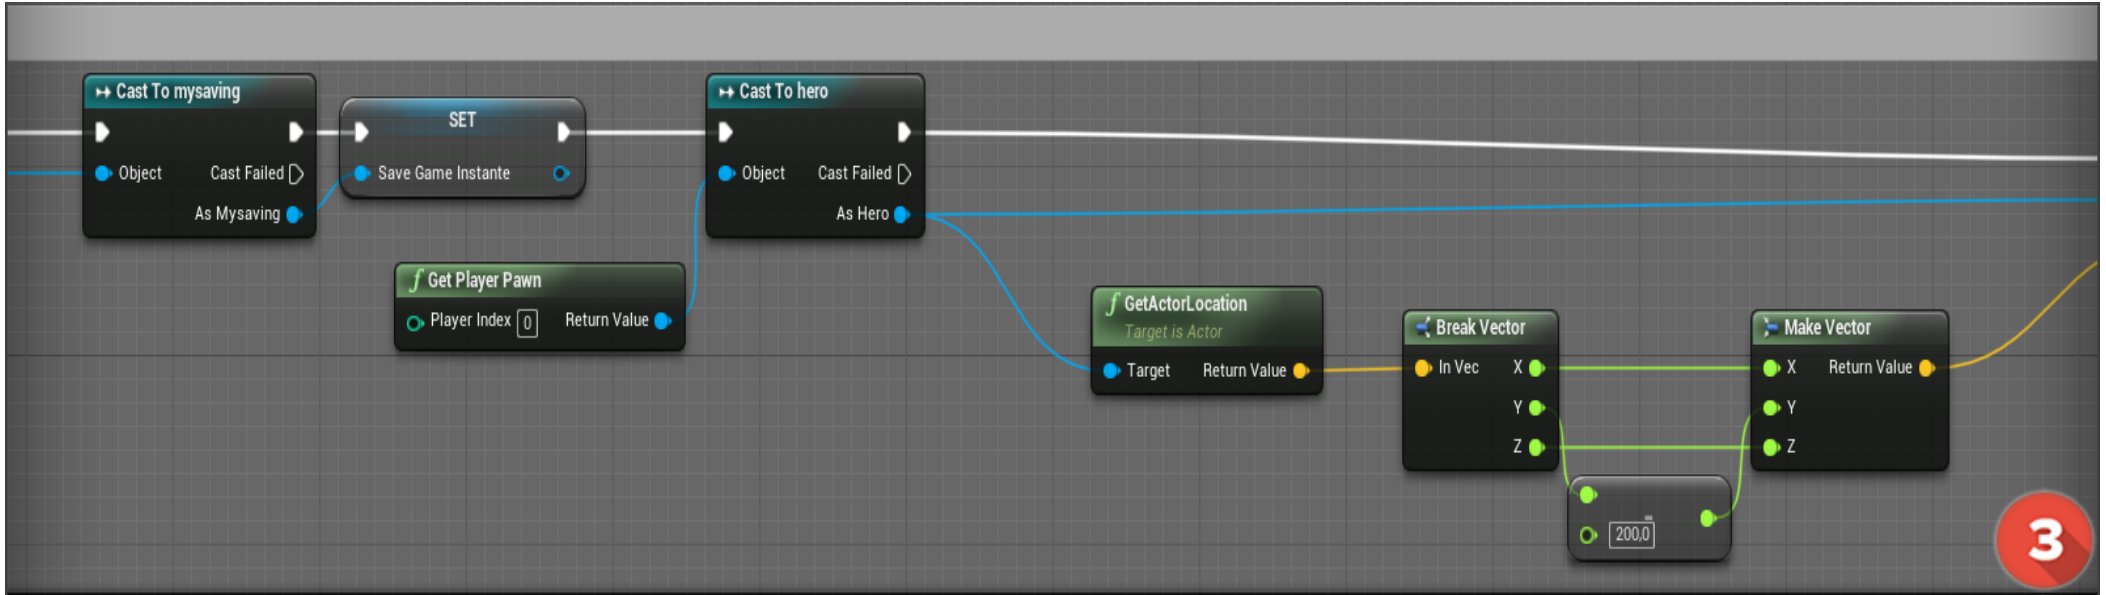 Cast To mysaving
Object
Cast Failed
As Mysaving
SET
Save Game Instante
Get Player Pawn
Player Index 0
Return Value
Cast To hero
Object
Cast Failed
As Hero
GetActorLocation
Target is Actor
Target
Return Value
Break Vector
In Vec
X
Y
Z
200,0
Make Vector
X
Y
Z
Return Value
3